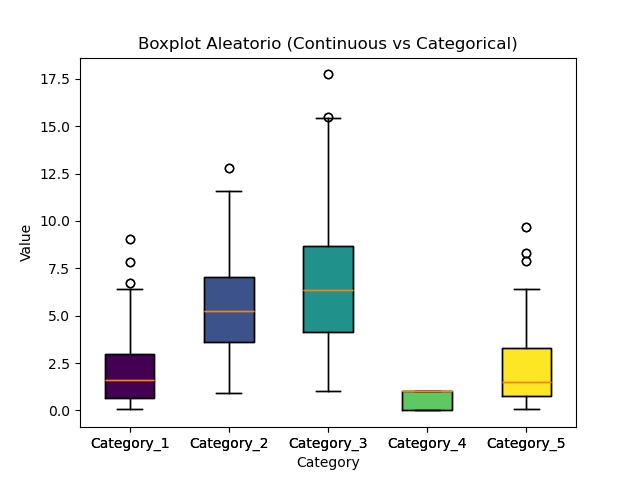 Boxplot Aleatorio (Continuous vs Categorical)
17.5
15.0
12.5
10.0
7.5
5.0
2.5
0.0
Value
Category_1 Category_2 Category_3 Category_4 Category_5
Category